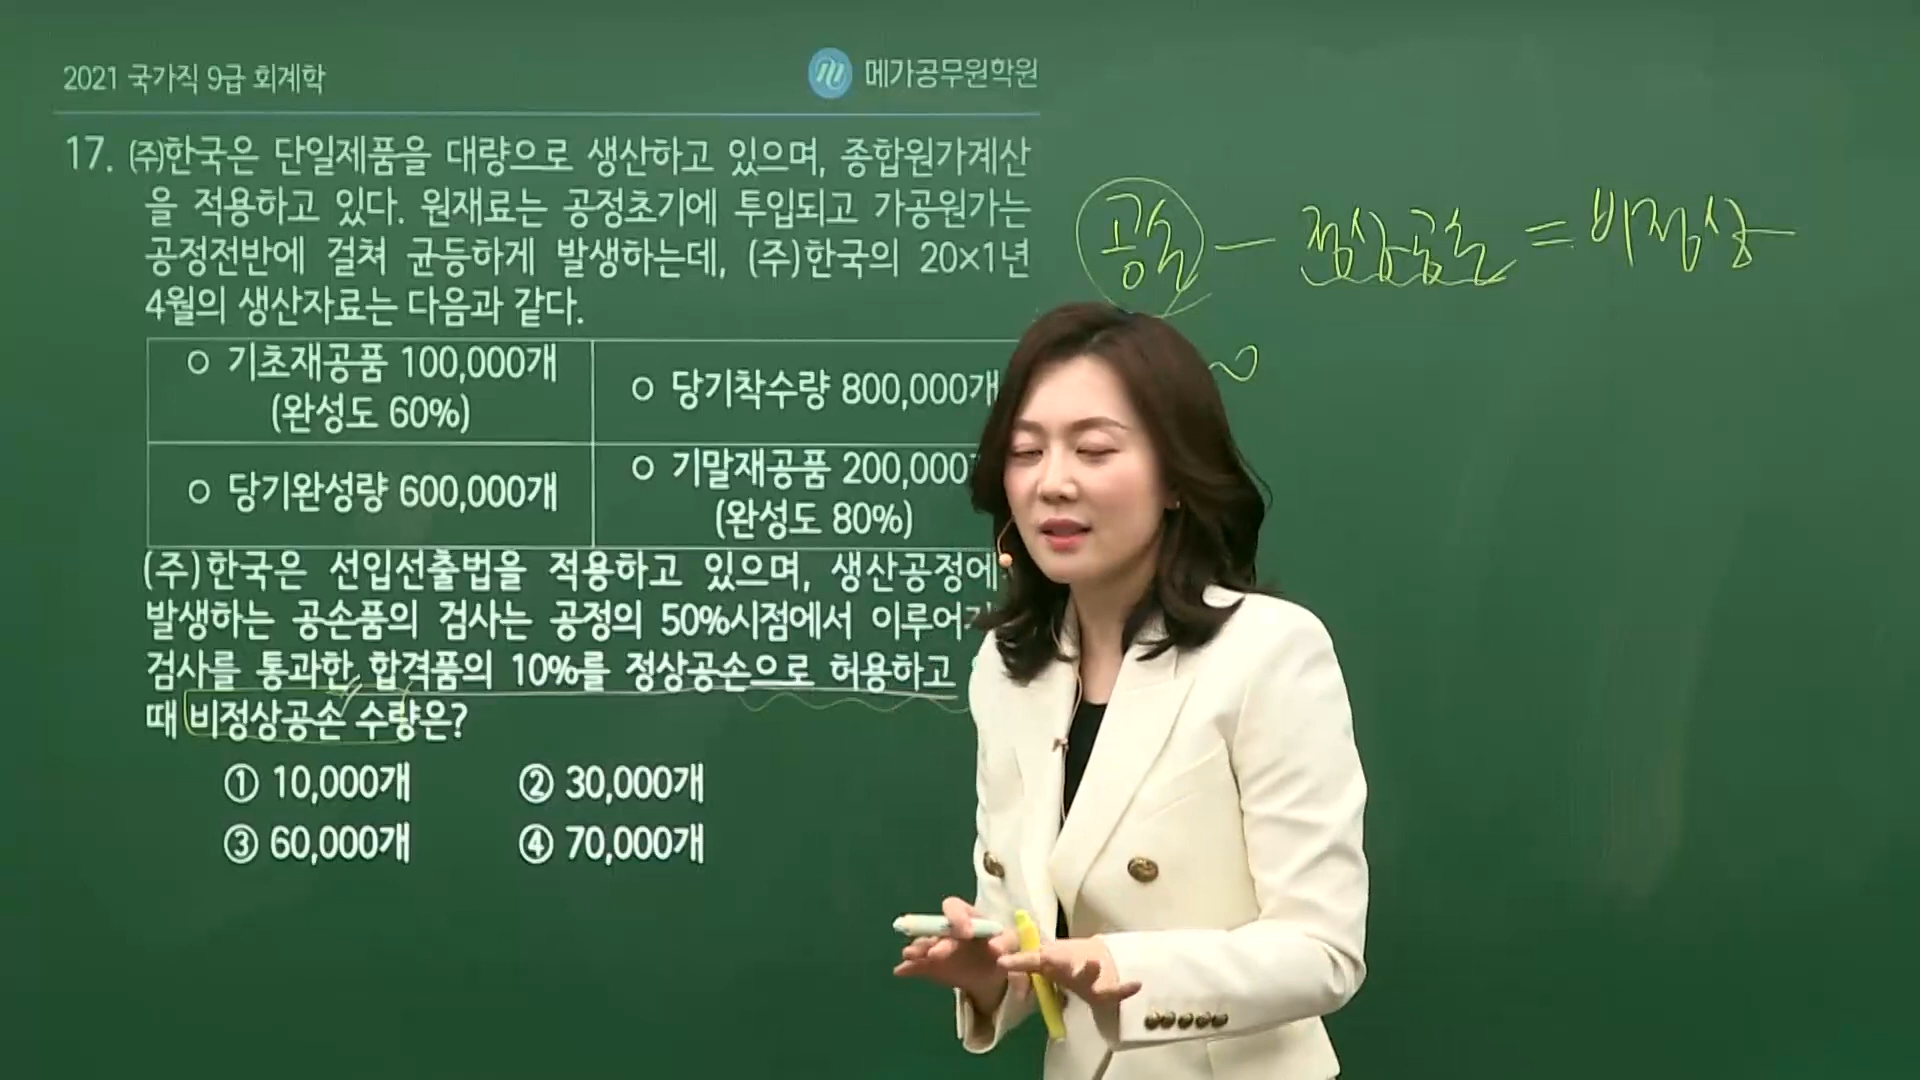 2021 국가직 9급 회계학
메가공무원학원
17. ㈜한국은 단일제품을 대량으로 생산하고 있으며, 종합원가계산
을 적용하고 있다. 원재료는 공정초기에 투입되고 가공원가는
공정전반에 걸쳐 균등하게 발생하는데, (주)한국의 20×1년
4월의 생산자료는 다음과 같다.
○ 기초재공품 100,000개
(완성도 60%)
○ 당기착수량 800,000개
○ 당기완성량 600,000개
○ 기말재공품 200,000
(완성도 80%)
(주)한국은 선입선출법을 적용하고 있으며, 생산공정에
발생하는 공손품의 검사는 공정의 50%시점에서 이루어
검사를 통과한 합격품의 10%를 정상공손으로 허용하고
때 비정상공손 수량은?
① 10,000개 ② 30,000개
③ 60,000개 ④ 70,000개
공손 - 정상공손 = 비정상